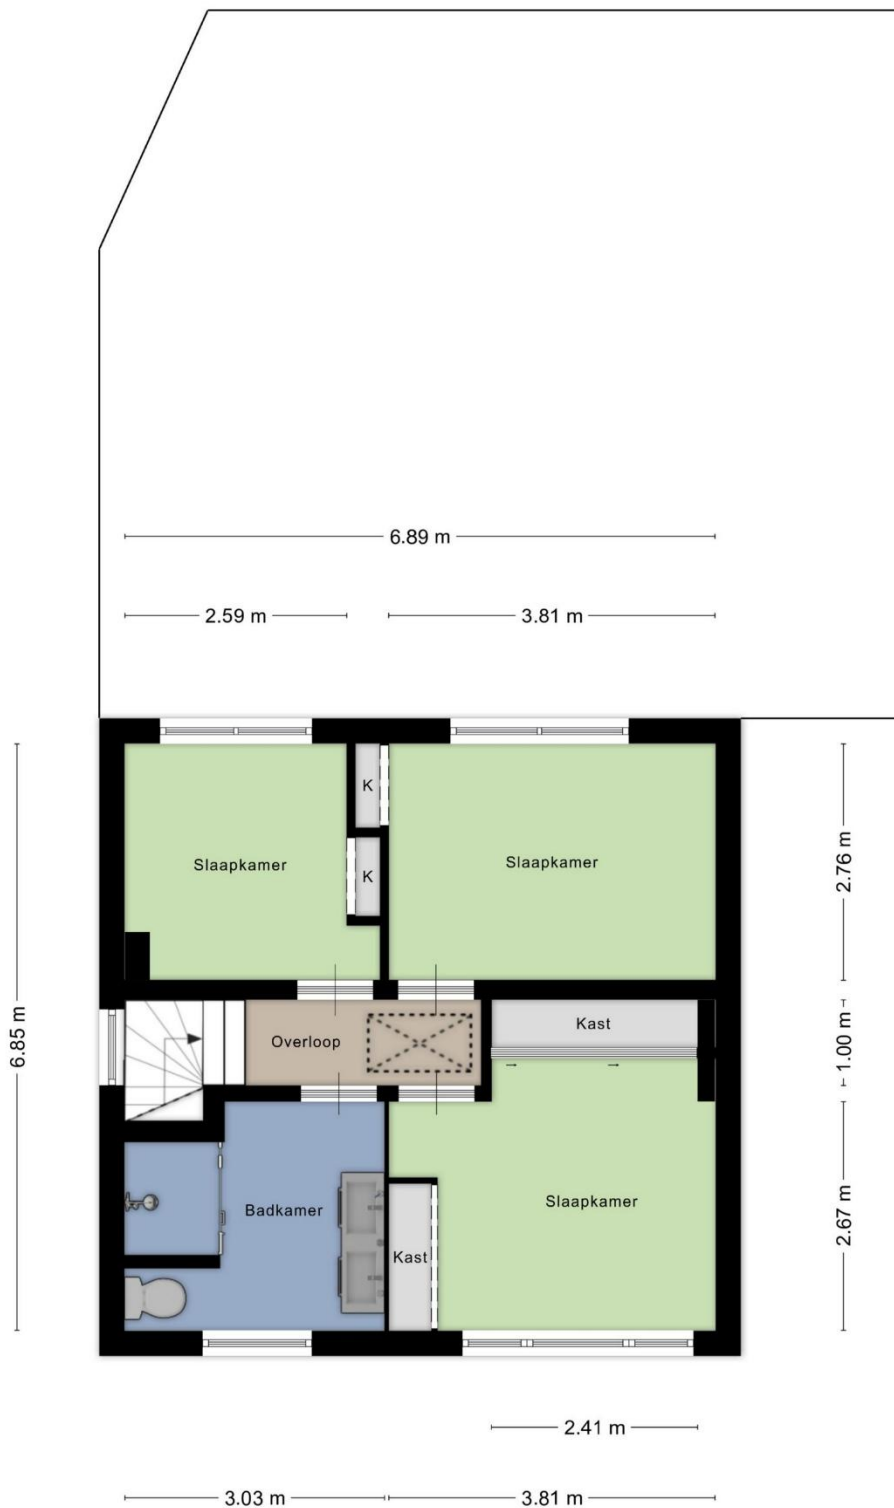 6.89 m
2.59 m
3.81 m
K
K
Slaapkamer
Slaapkamer
2.76 m
Kast
Overloop
1.00 m
6.85 m
Slaapkamer
Badkamer
2.67 m
Kast
2.41 m
3.03 m
3.81 m